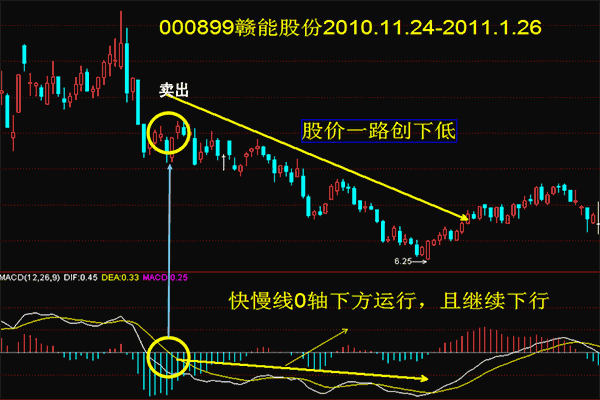 000899赣能股份2010.11.24-2011.1.26
卖出
股价一路创下低
6.25
MACD(12,26,9) DIF:0.45 DEA:0.33 MACD:0.25
快慢线0轴下方运行，且继续下行